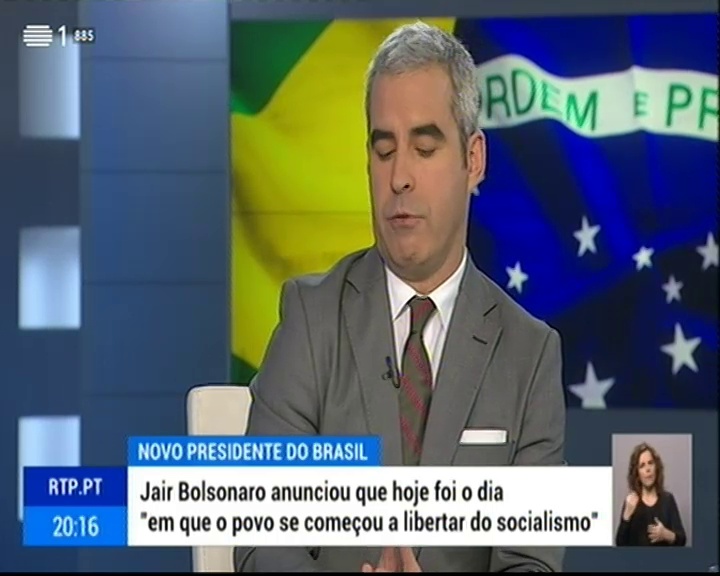 1 885
ORDEM E PR
NOVO PRESIDENTE DO BRASIL
RTP.PT
Jair Bolsonaro anunciou que hoje foi o dia
20:16
"em que o povo se começou a libertar do socialismo"